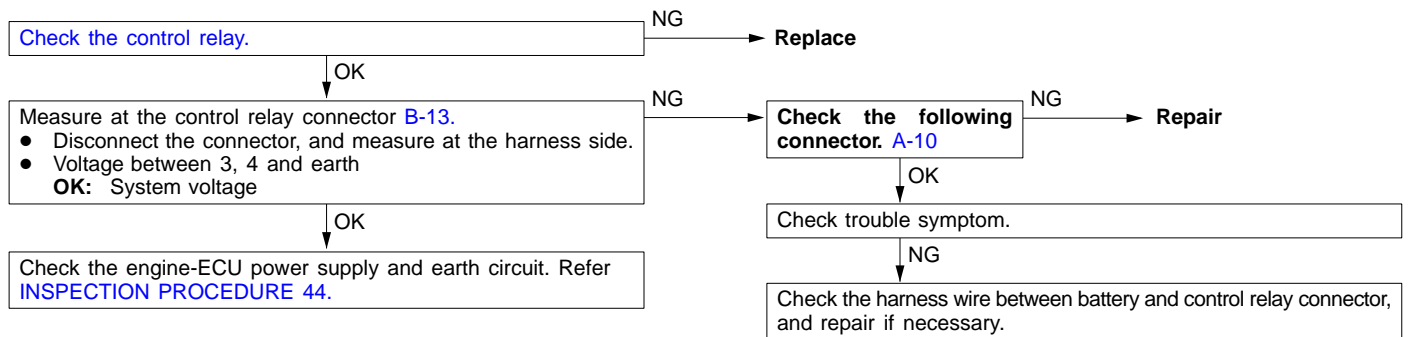 Check the control relay.
NG
Replace
OK
Measure at the control relay connector B-13.
● Disconnect the connector, and measure at the harness side.
● Voltage between 3, 4 and earth
OK: System voltage
NG
Check the following
connector. A-10
NG
Repair
OK
Check trouble symptom.
NG
Check the harness wire between battery and control relay connector,
and repair if necessary.
OK
Check the engine-ECU power supply and earth circuit. Refer
INSPECTION PROCEDURE 44.